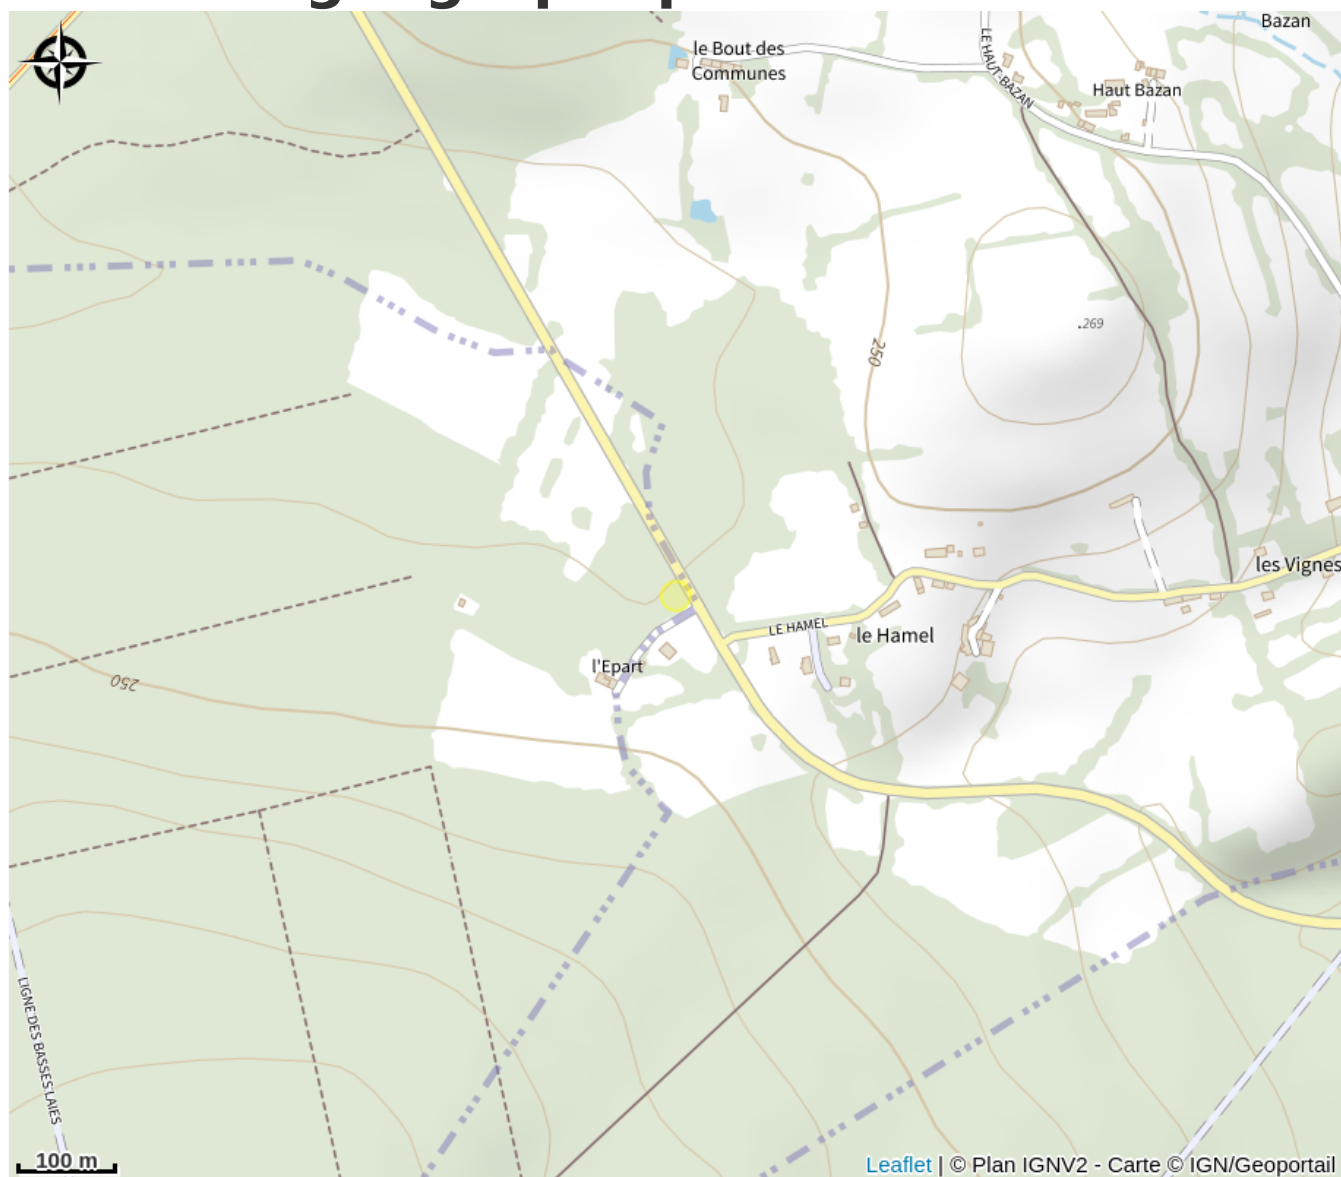 Bazan
le Bout des
Communes
LE HAUT-BAZAN
Haut Bazan
.269
250
les Vignes
LE HAMEL
le Hamel
l'Epart
250
LIGNE DES BASSES LAIES
100 m
Leaflet | © Plan IGNV2 - Carte © IGN/Geoportail